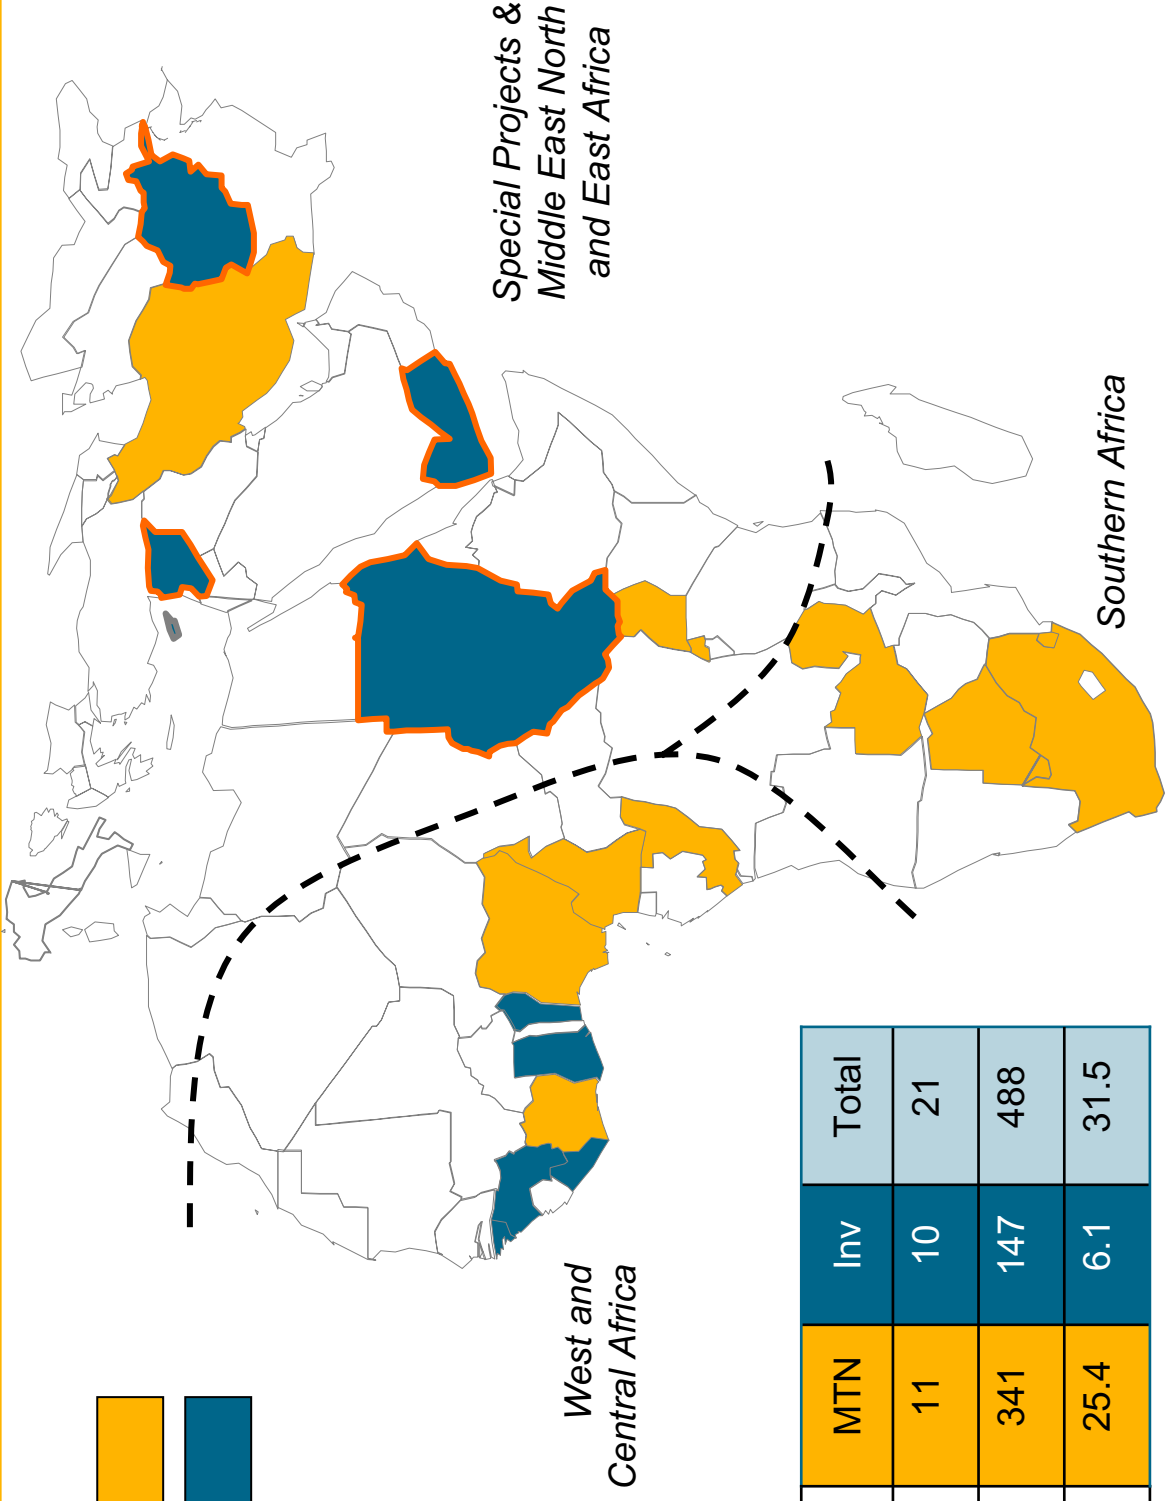 Special Projects &
Middle East North
and East Africa
Southern Africa
West and
Central Africa
MTN Inv Total
11 10 21
341 147 488
25.4 6.1 31.5